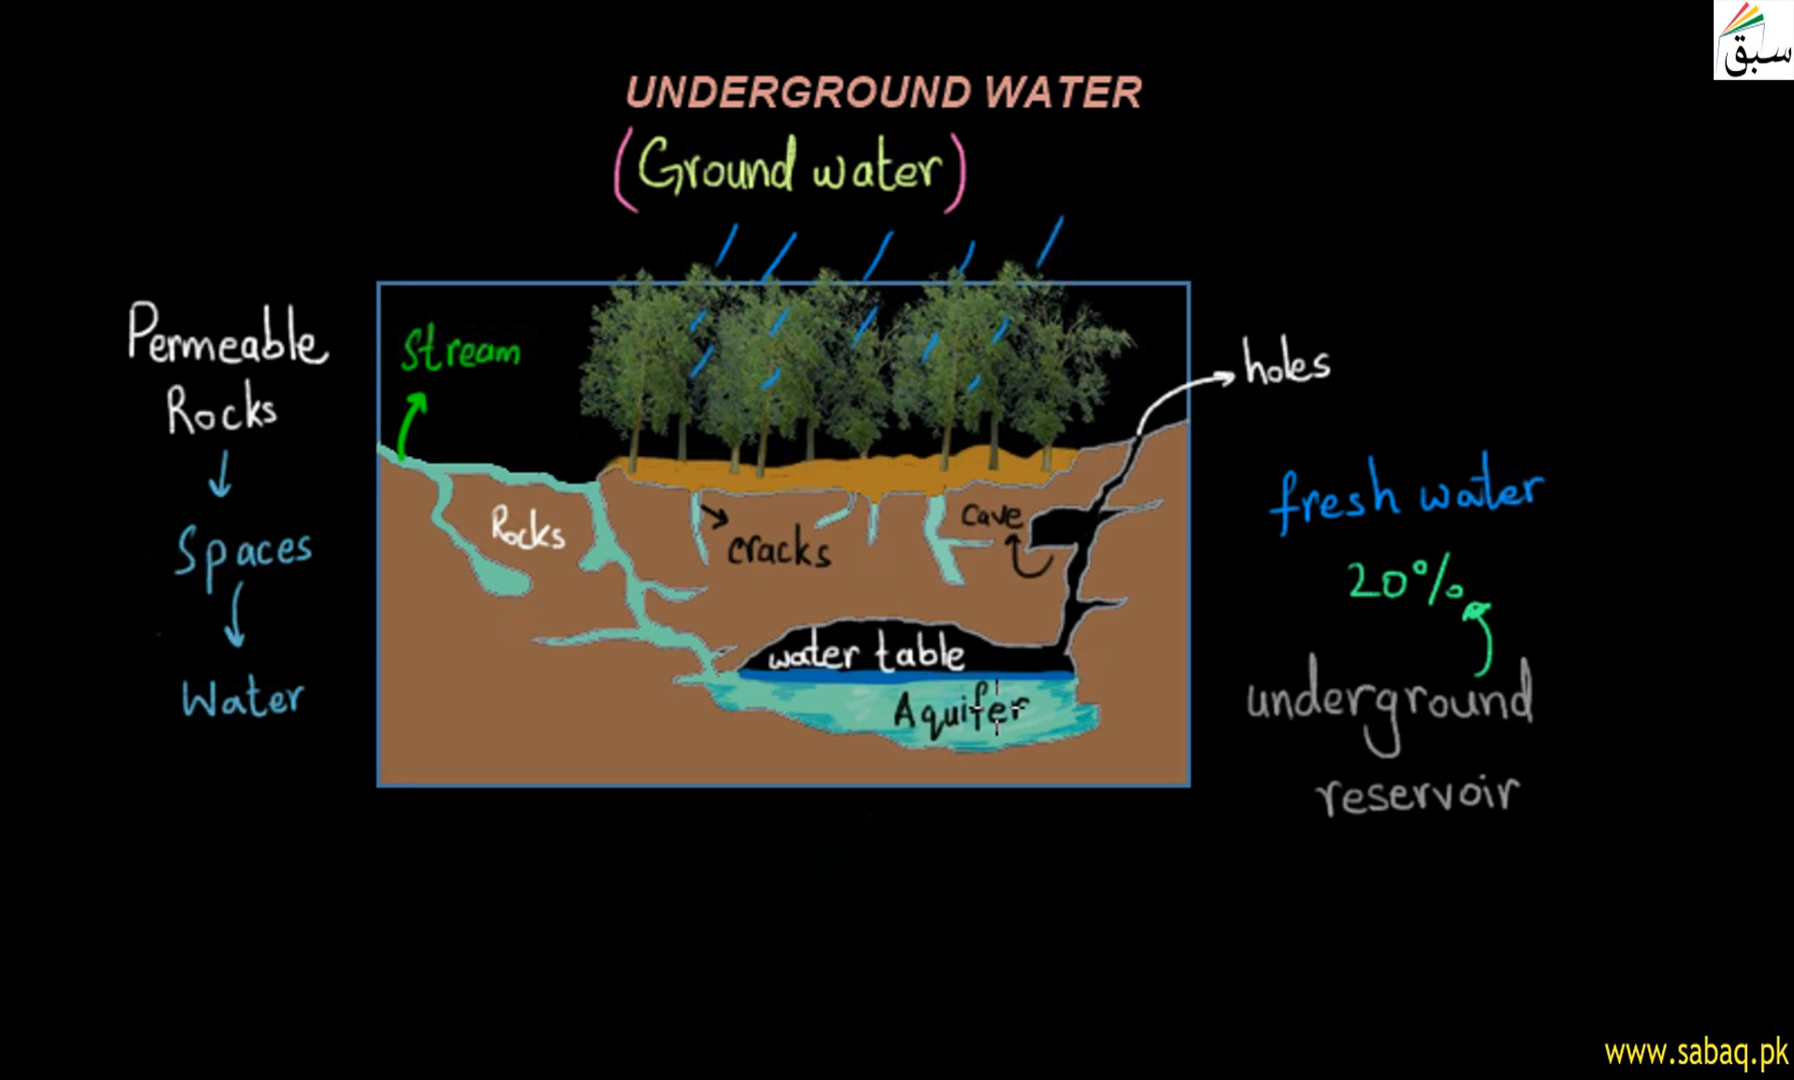 سبق
UNDERGROUND WATER
(Ground water)
Permeable
Rocks
Spaces
Water
Stream
holes
Rocks
cracks
Cave
water table
Aquifer
fresh water
20%
underground
reservoir
www.sabaq.pk